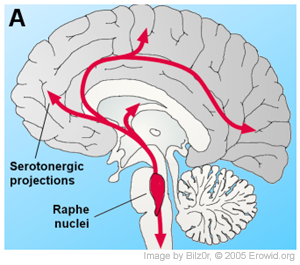 A
Serotonergic
projections
Raphe
nuclei
Image by Bilz0r, © 2005 Erowid.org